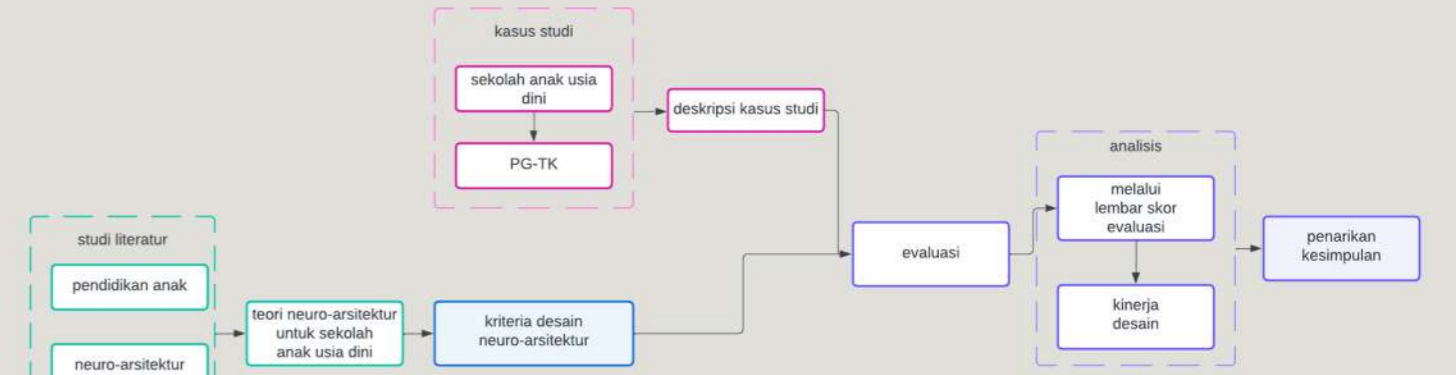 kasus studi
sekolah anak usia
dini
PG-TK
deskripsi kasus studi
studi literatur
pendidikan anak
neuro-arsitektur
teori neuro-arsitektur
untuk sekolah
anak usia dini
kriteria desain
neuro-arsitektur
evaluasi
analisis
melalui
lembar skor
evaluasi
kinerja
desain
penarikan
kesimpulan